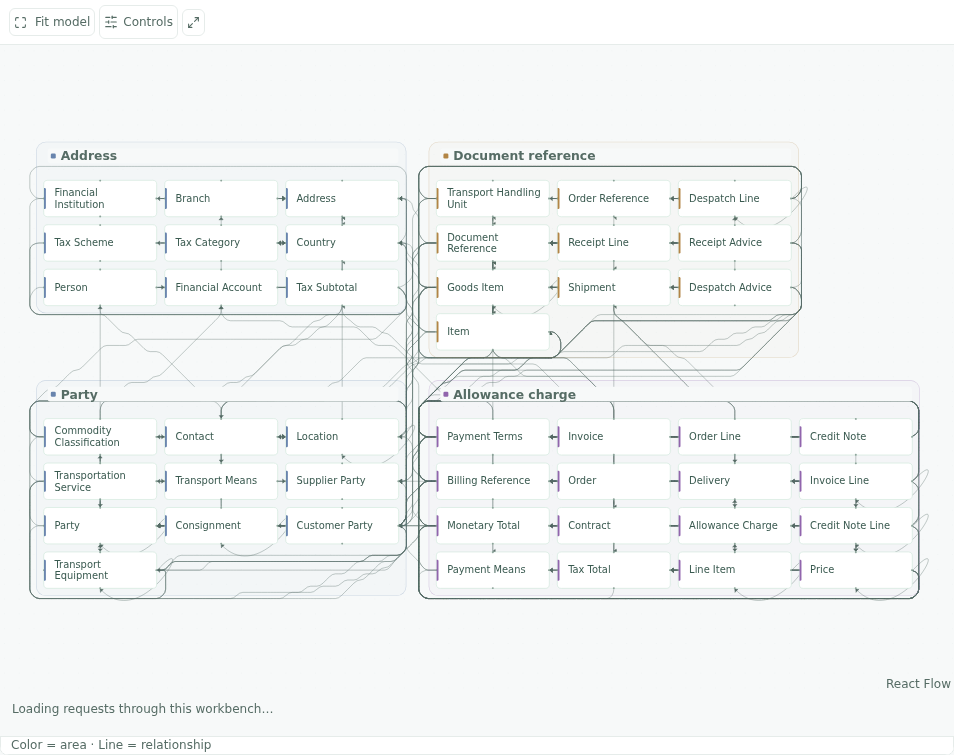 Fit model
Controls
Address
Document reference
Financial
Institution
Branch
Address
Tax Scheme
Tax Category
Country
Person
Financial Account
Tax Subtotal
Transport Handling
Unit
Order Reference
Despatch Line
Document
Reference
Receipt Line
Receipt Advice
Goods Item
Shipment
Despatch Advice
Item
Party
Allowance charge
Commodity
Classification
Contact
Location
Transportation
Service
Transport Means
Supplier Party
Party
Consignment
Customer Party
Transport
Equipment
Payment Terms
Invoice
Order Line
Credit Note
Billing Reference
Order
Delivery
Invoice Line
Monetary Total
Contract
Allowance Charge
Credit Note Line
Payment Means
Tax Total
Line Item
Price
React Flow
Loading requests through this workbench…
Color = area · Line = relationship